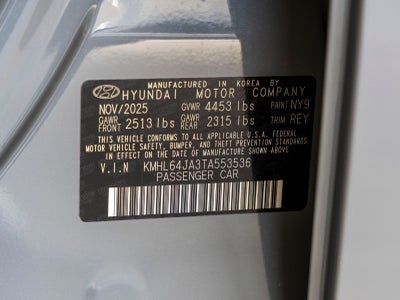 MANUFACTURED IN KOREA BY
HYUNDAI MOTOR COMPANY
NOV/2025 GVWR 4453 lbs PAINT NY9
GAWR FRONT 2513 lbs GAWR REAR 2315 lbs TRIM REY
THIS VEHICLE CONFORMS TO ALL APPLICABLE U.S.A. FEDERAL
MOTOR VEHICLE SAFETY, BUMPER, AND THEFT PREVENTION STANDARDS
IN EFFECT ON THE DATE OF MANUFACTURE SHOWN ABOVE.
V.I.N KMHL64JA3TA553536
PASSENGER CAR